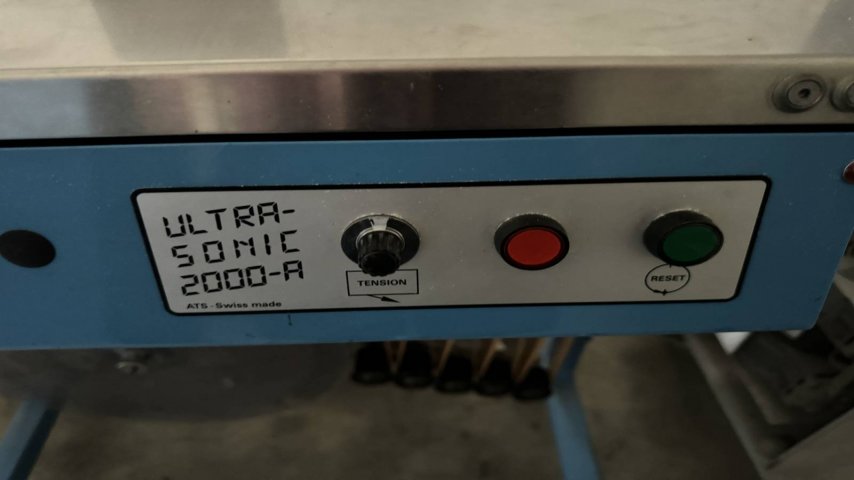 ULTRA-
SONIC
2000-A
ATS - Swiss made
TENSION
RESET